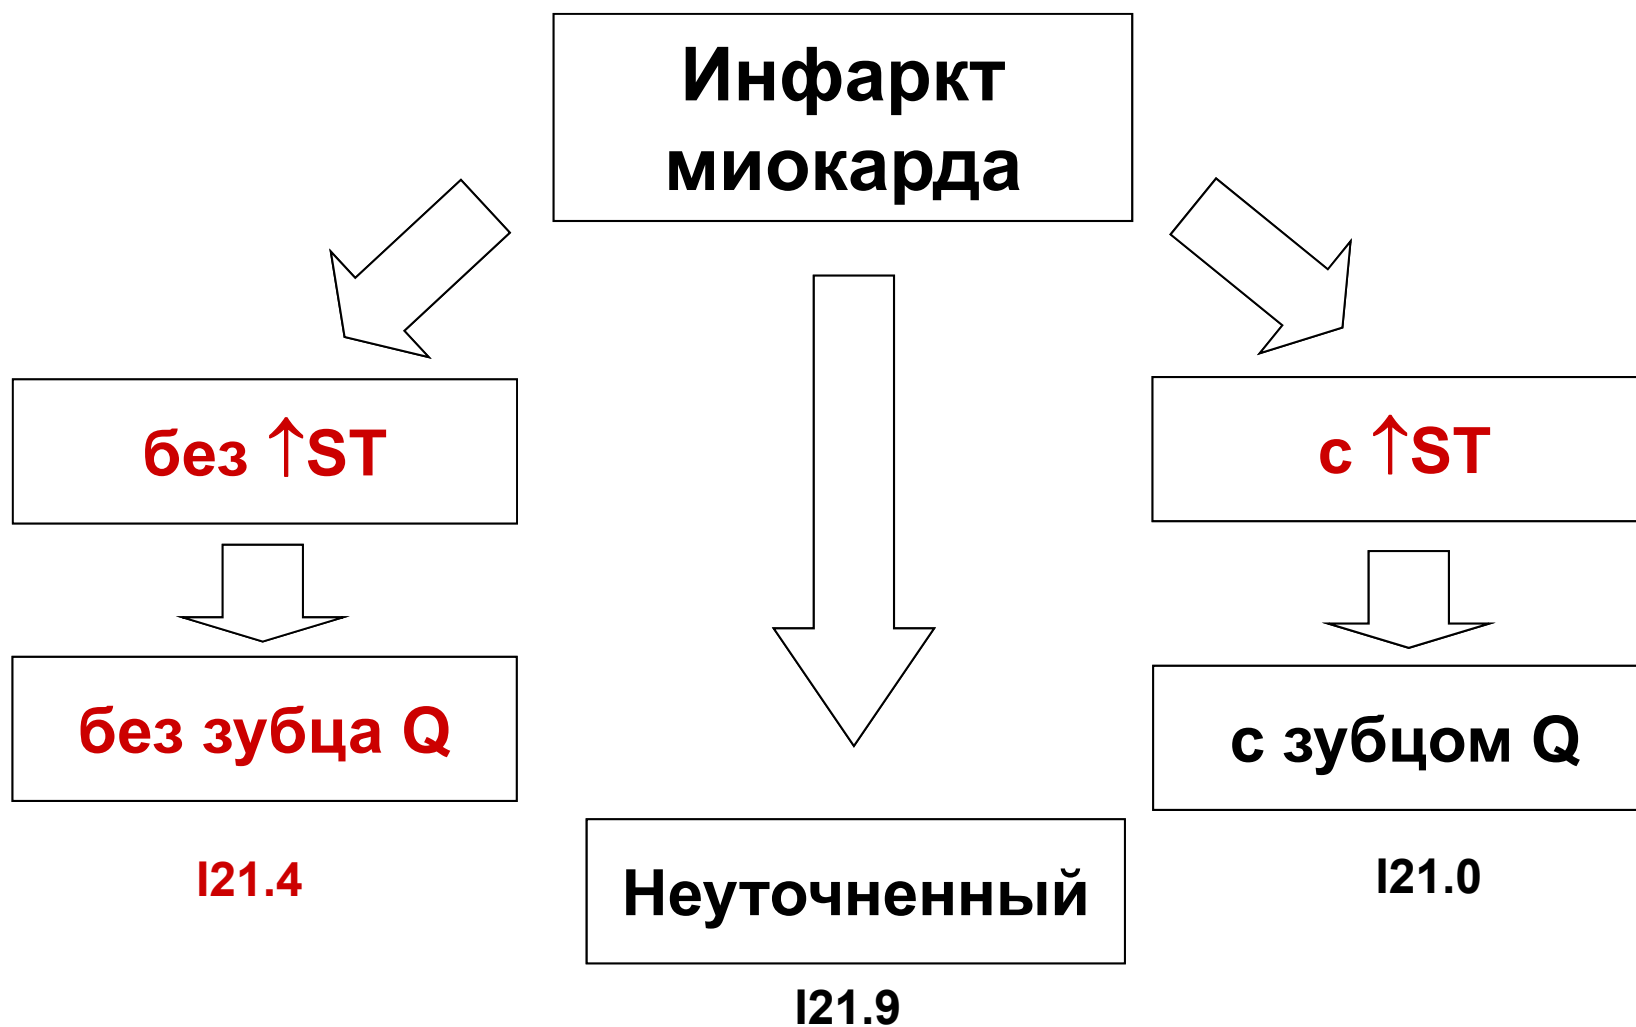 Инфаркт
миокарда
без ↑ST
с ↑ST
без зубца Q
с зубцом Q
I21.4
Неуточненный
I21.0
I21.9